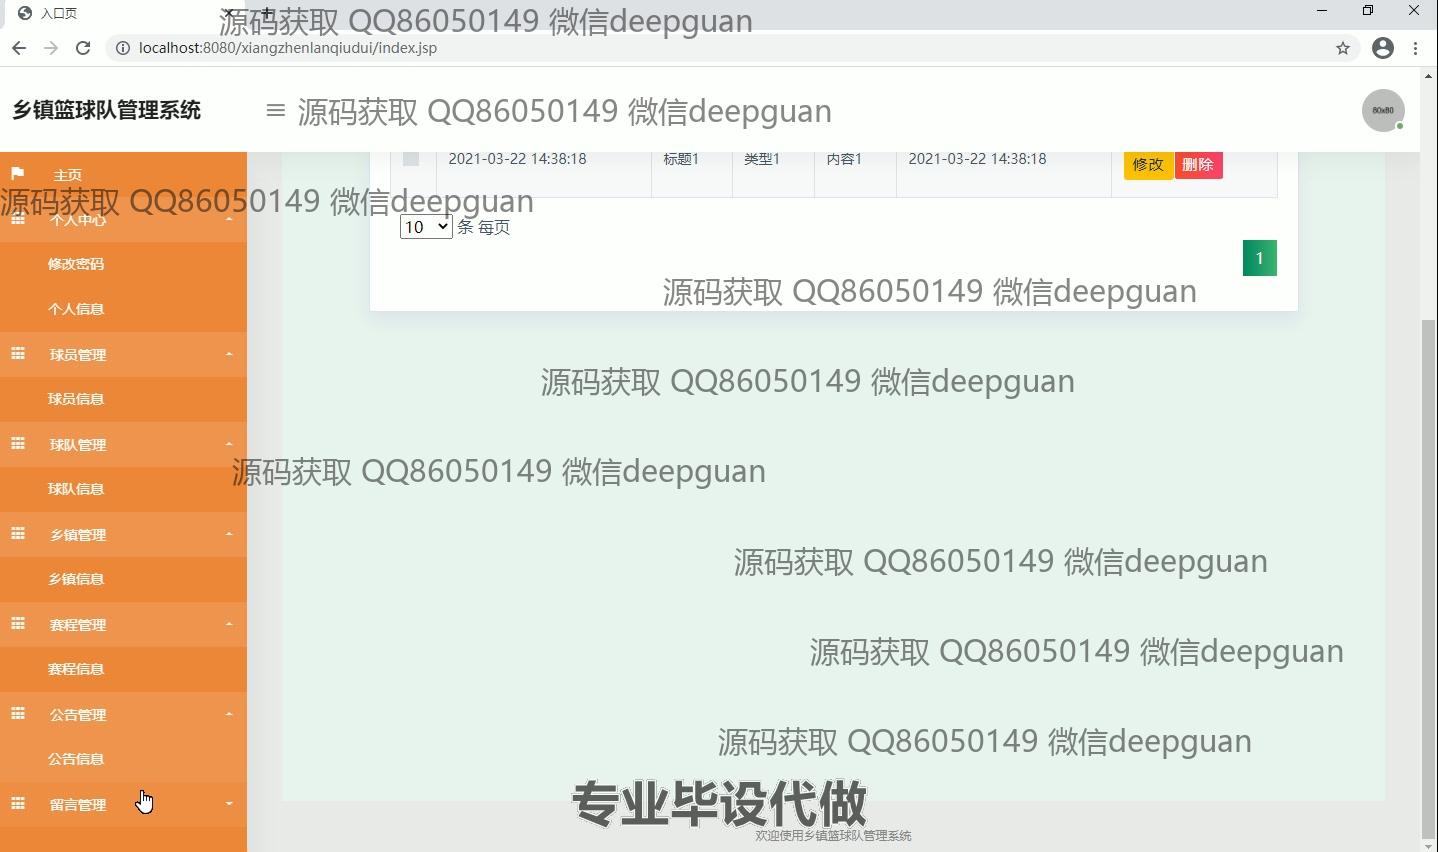 入口页
源码获取 QQ86050149 微信deepguan
localhost:8080/xiangzhenlanqiudui/index.jsp
乡镇篮球队管理系统
源码获取 QQ86050149 微信deepguan
80x80
2021-03-22 14:38:18 标题1 类型1 内容1 2021-03-22 14:38:18 修改 删除
主页
源码获取 QQ86050149 微信deepguan
个人中心
10 条 每页
1
修改密码
源码获取 QQ86050149 微信deepguan
个人信息
球员管理
源码获取 QQ86050149 微信deepguan
球员信息
球队管理
源码获取 QQ86050149 微信deepguan
球队信息
乡镇管理
源码获取 QQ86050149 微信deepguan
乡镇信息
赛程管理
源码获取 QQ86050149 微信deepguan
赛程信息
公告管理
源码获取 QQ86050149 微信deepguan
公告信息
留言管理
专业毕设代做
欢迎使用乡镇篮球队管理系统